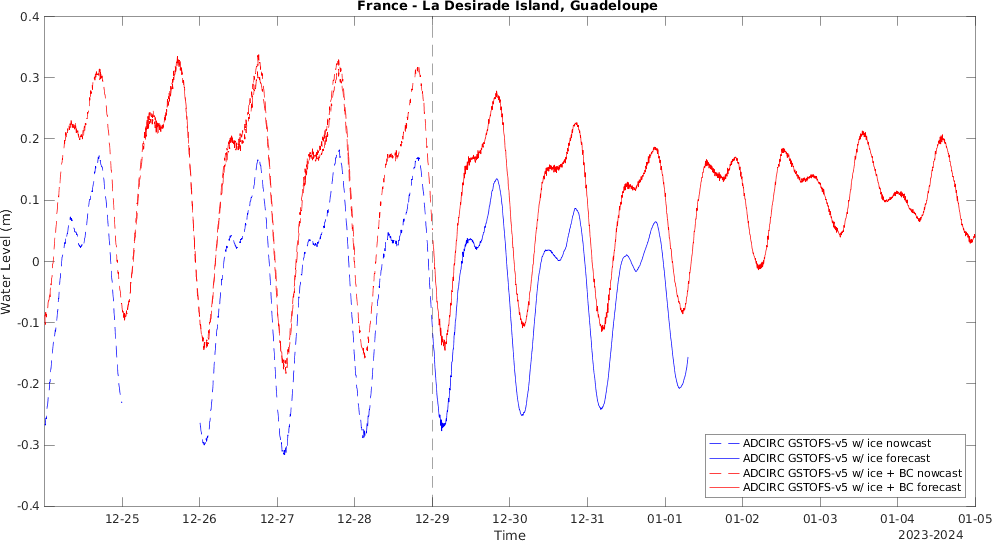 France - La Desirade Island, Guadeloupe
Water Level (m)
0.4
0.3
0.2
0.1
0
-0.1
-0.2
-0.3
-0.4
12-25 12-26 12-27 12-28 12-29 12-30 12-31 01-01 01-02 01-03 01-04 01-05
Time
2023-2024
ADCIRC GSTOFS-v5 w/ ice nowcast
ADCIRC GSTOFS-v5 w/ ice forecast
ADCIRC GSTOFS-v5 w/ ice + BC nowcast
ADCIRC GSTOFS-v5 w/ ice + BC forecast